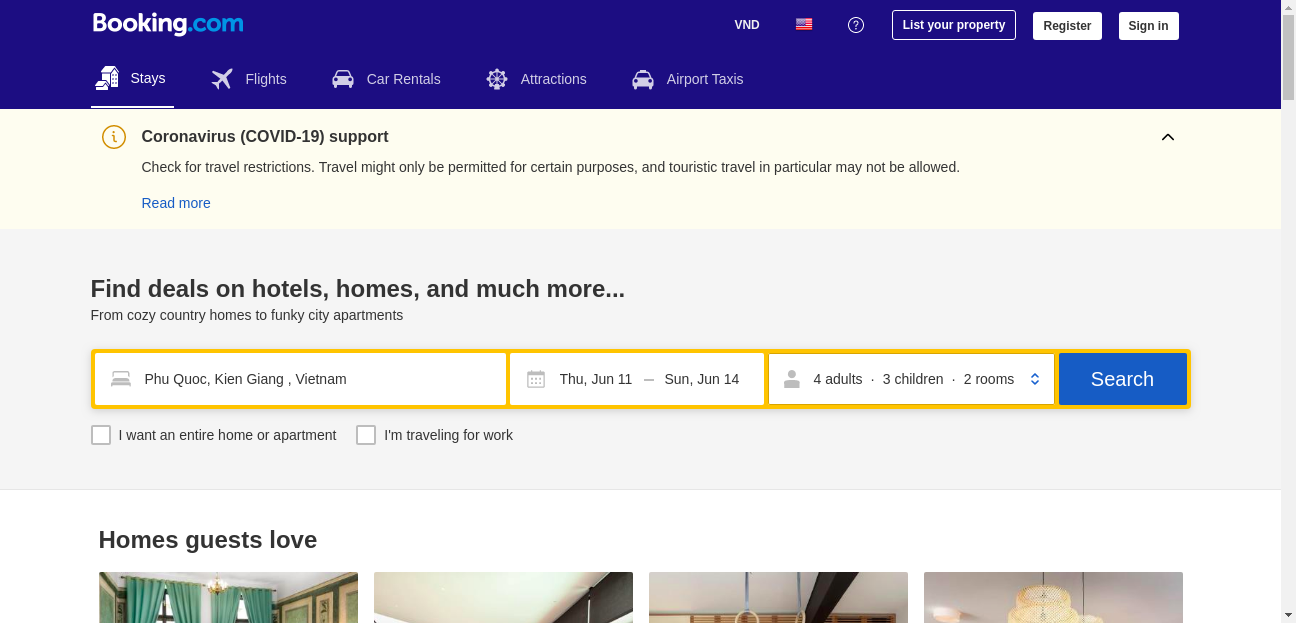 Booking.com
VND
List your property
Register
Sign in
Stays
Flights
Car Rentals
Attractions
Airport Taxis
Coronavirus (COVID-19) support
Check for travel restrictions. Travel might only be permitted for certain purposes, and touristic travel in particular may not be allowed.
Read more
Find deals on hotels, homes, and much more...
From cozy country homes to funky city apartments
Phu Quoc, Kien Giang , Vietnam
Thu, Jun 11 — Sun, Jun 14
4 adults · 3 children · 2 rooms
Search
I want an entire home or apartment
I'm traveling for work
Homes guests love